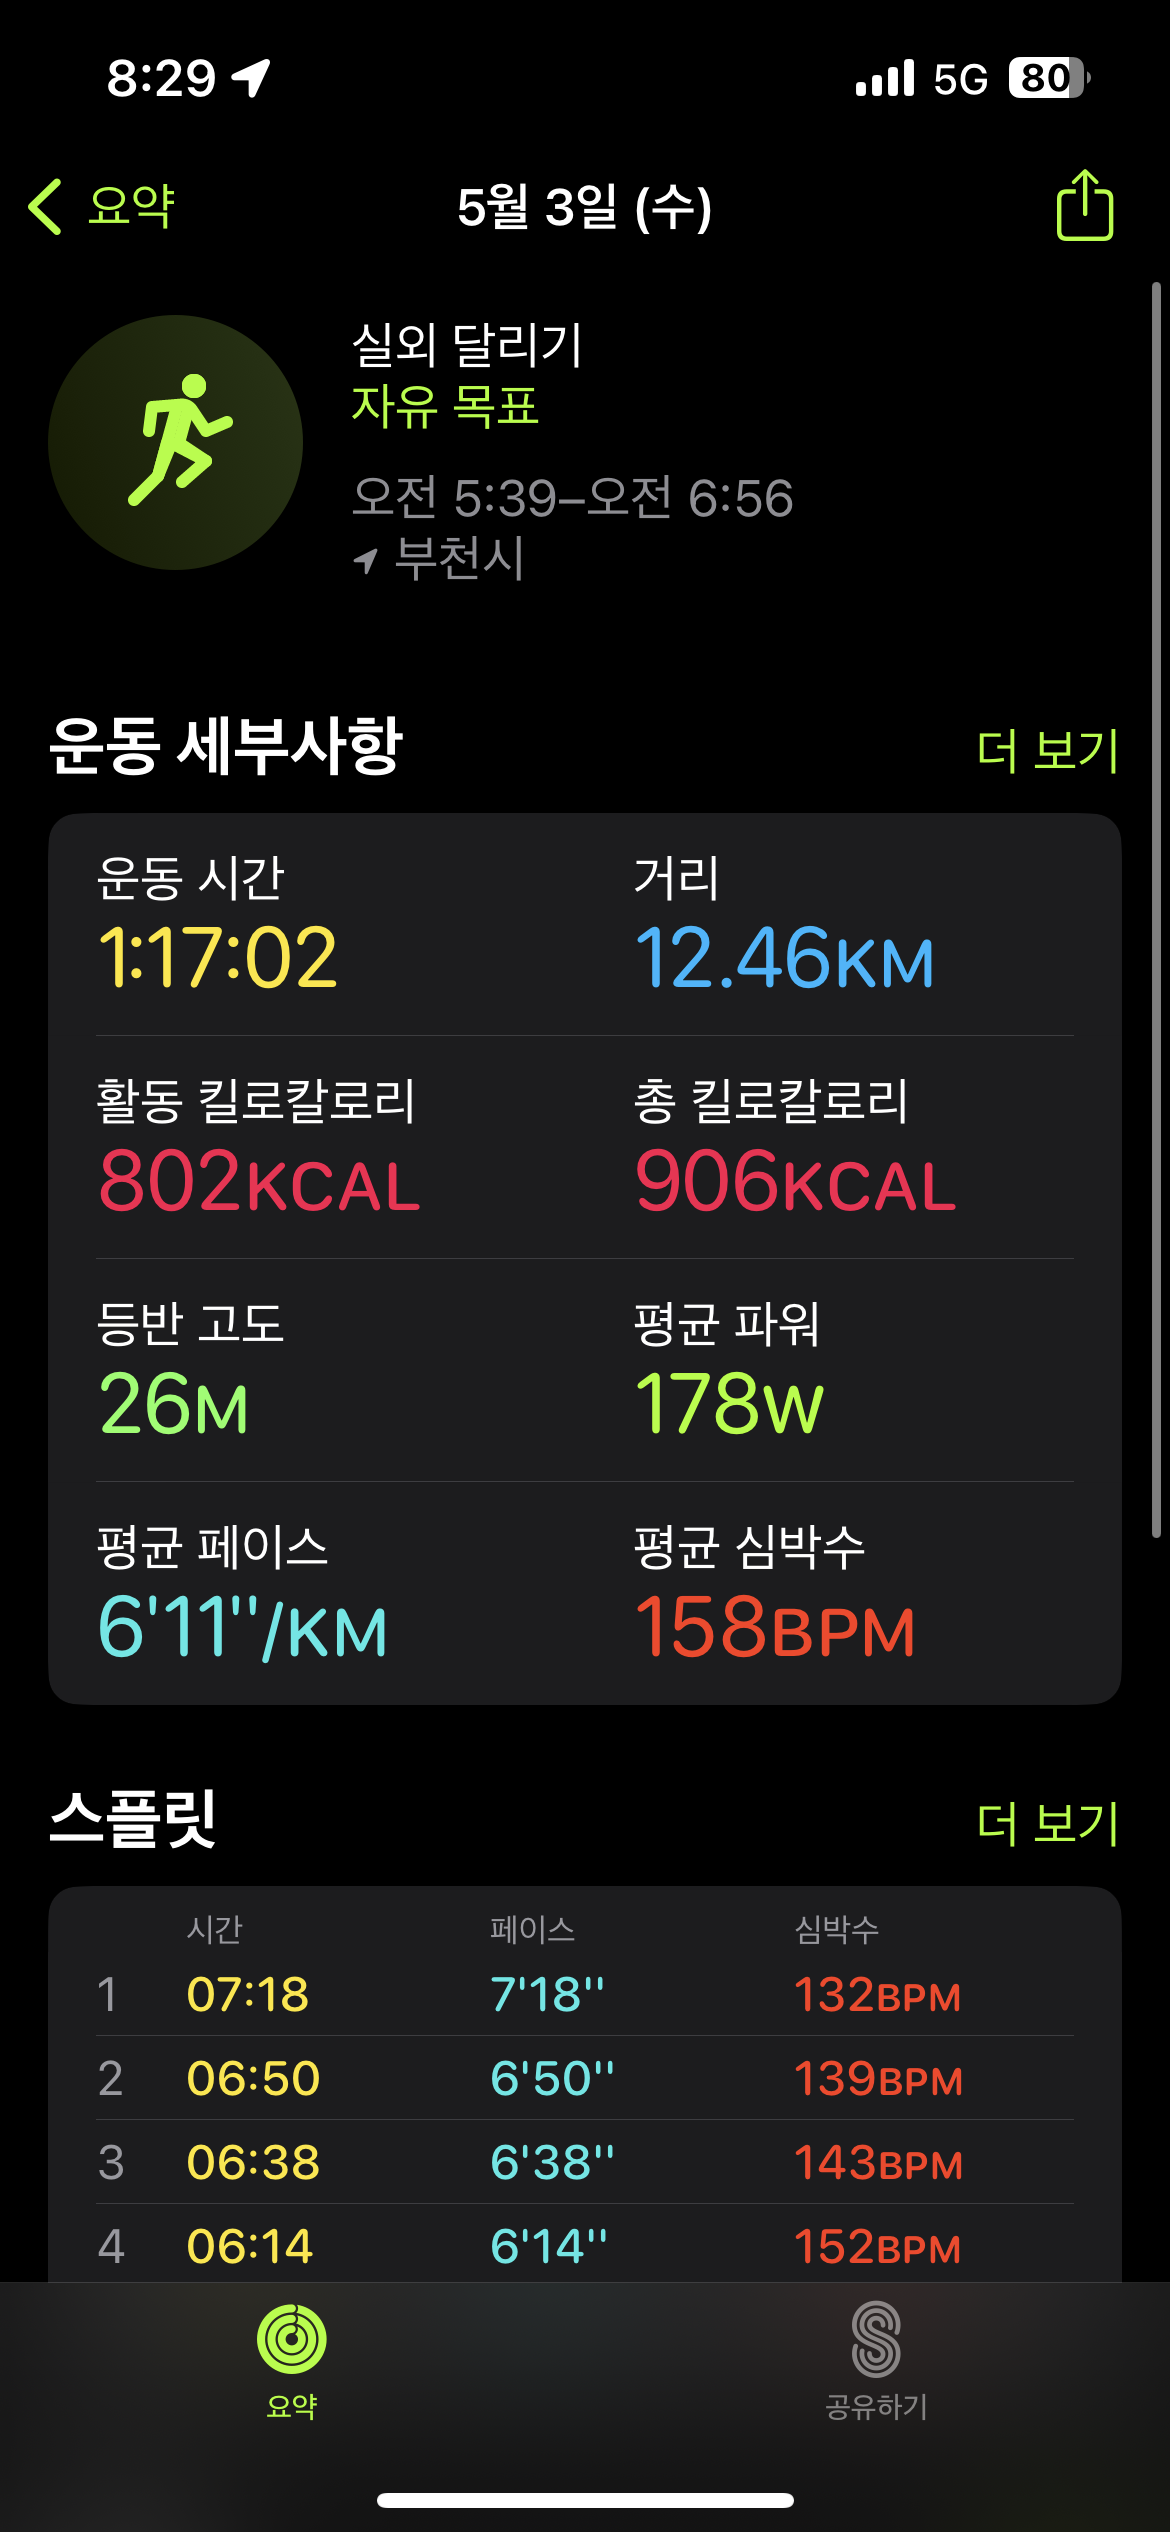 8:29 5G 80
요약 5월 3일 (수)
실외 달리기
자유 목표
오전 5:39–오전 6:56
부천시
운동 세부사항 더 보기
운동 시간 거리
1:17:02 12.46KM
활동 킬로칼로리 총 킬로칼로리
802KCAL 906KCAL
등반 고도 평균 파워
26M 178W
평균 페이스 평균 심박수
6'11''/KM 158BPM
스플릿 더 보기
시간 페이스 심박수
1 07:18 7'18'' 132BPM
2 06:50 6'50'' 139BPM
3 06:38 6'38'' 143BPM
4 06:14 6'14'' 152BPM
요약 공유하기